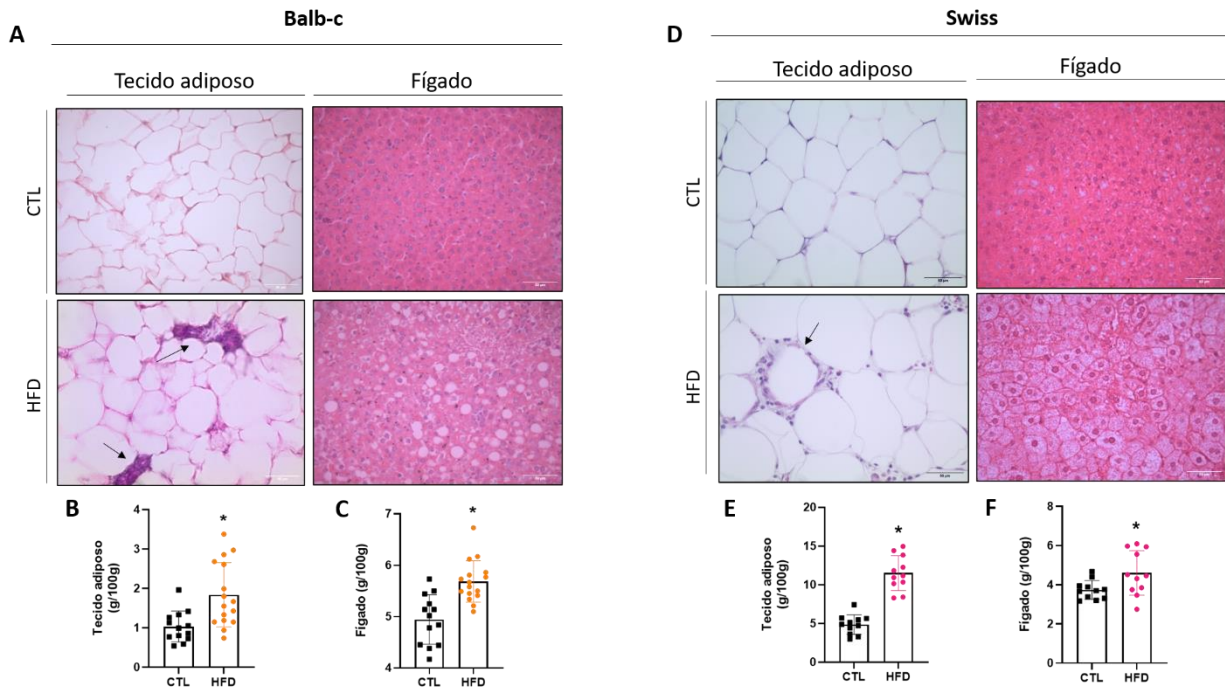 Balb-c
A
Tecido adiposo
Fígado
CTL
HFD
B
Tecido adiposo
(g/100g)
4
3
2
1
0
*
CTL
HFD
C
Fígado (g/100g)
7
6
5
4
*
CTL
HFD
Swiss
D
Tecido adiposo
Fígado
CTL
HFD
E
Tecido adiposo
(g/100g)
20
15
10
5
0
*
CTL
HFD
F
Fígado (g/100g)
8
6
4
2
0
*
CTL
HFD